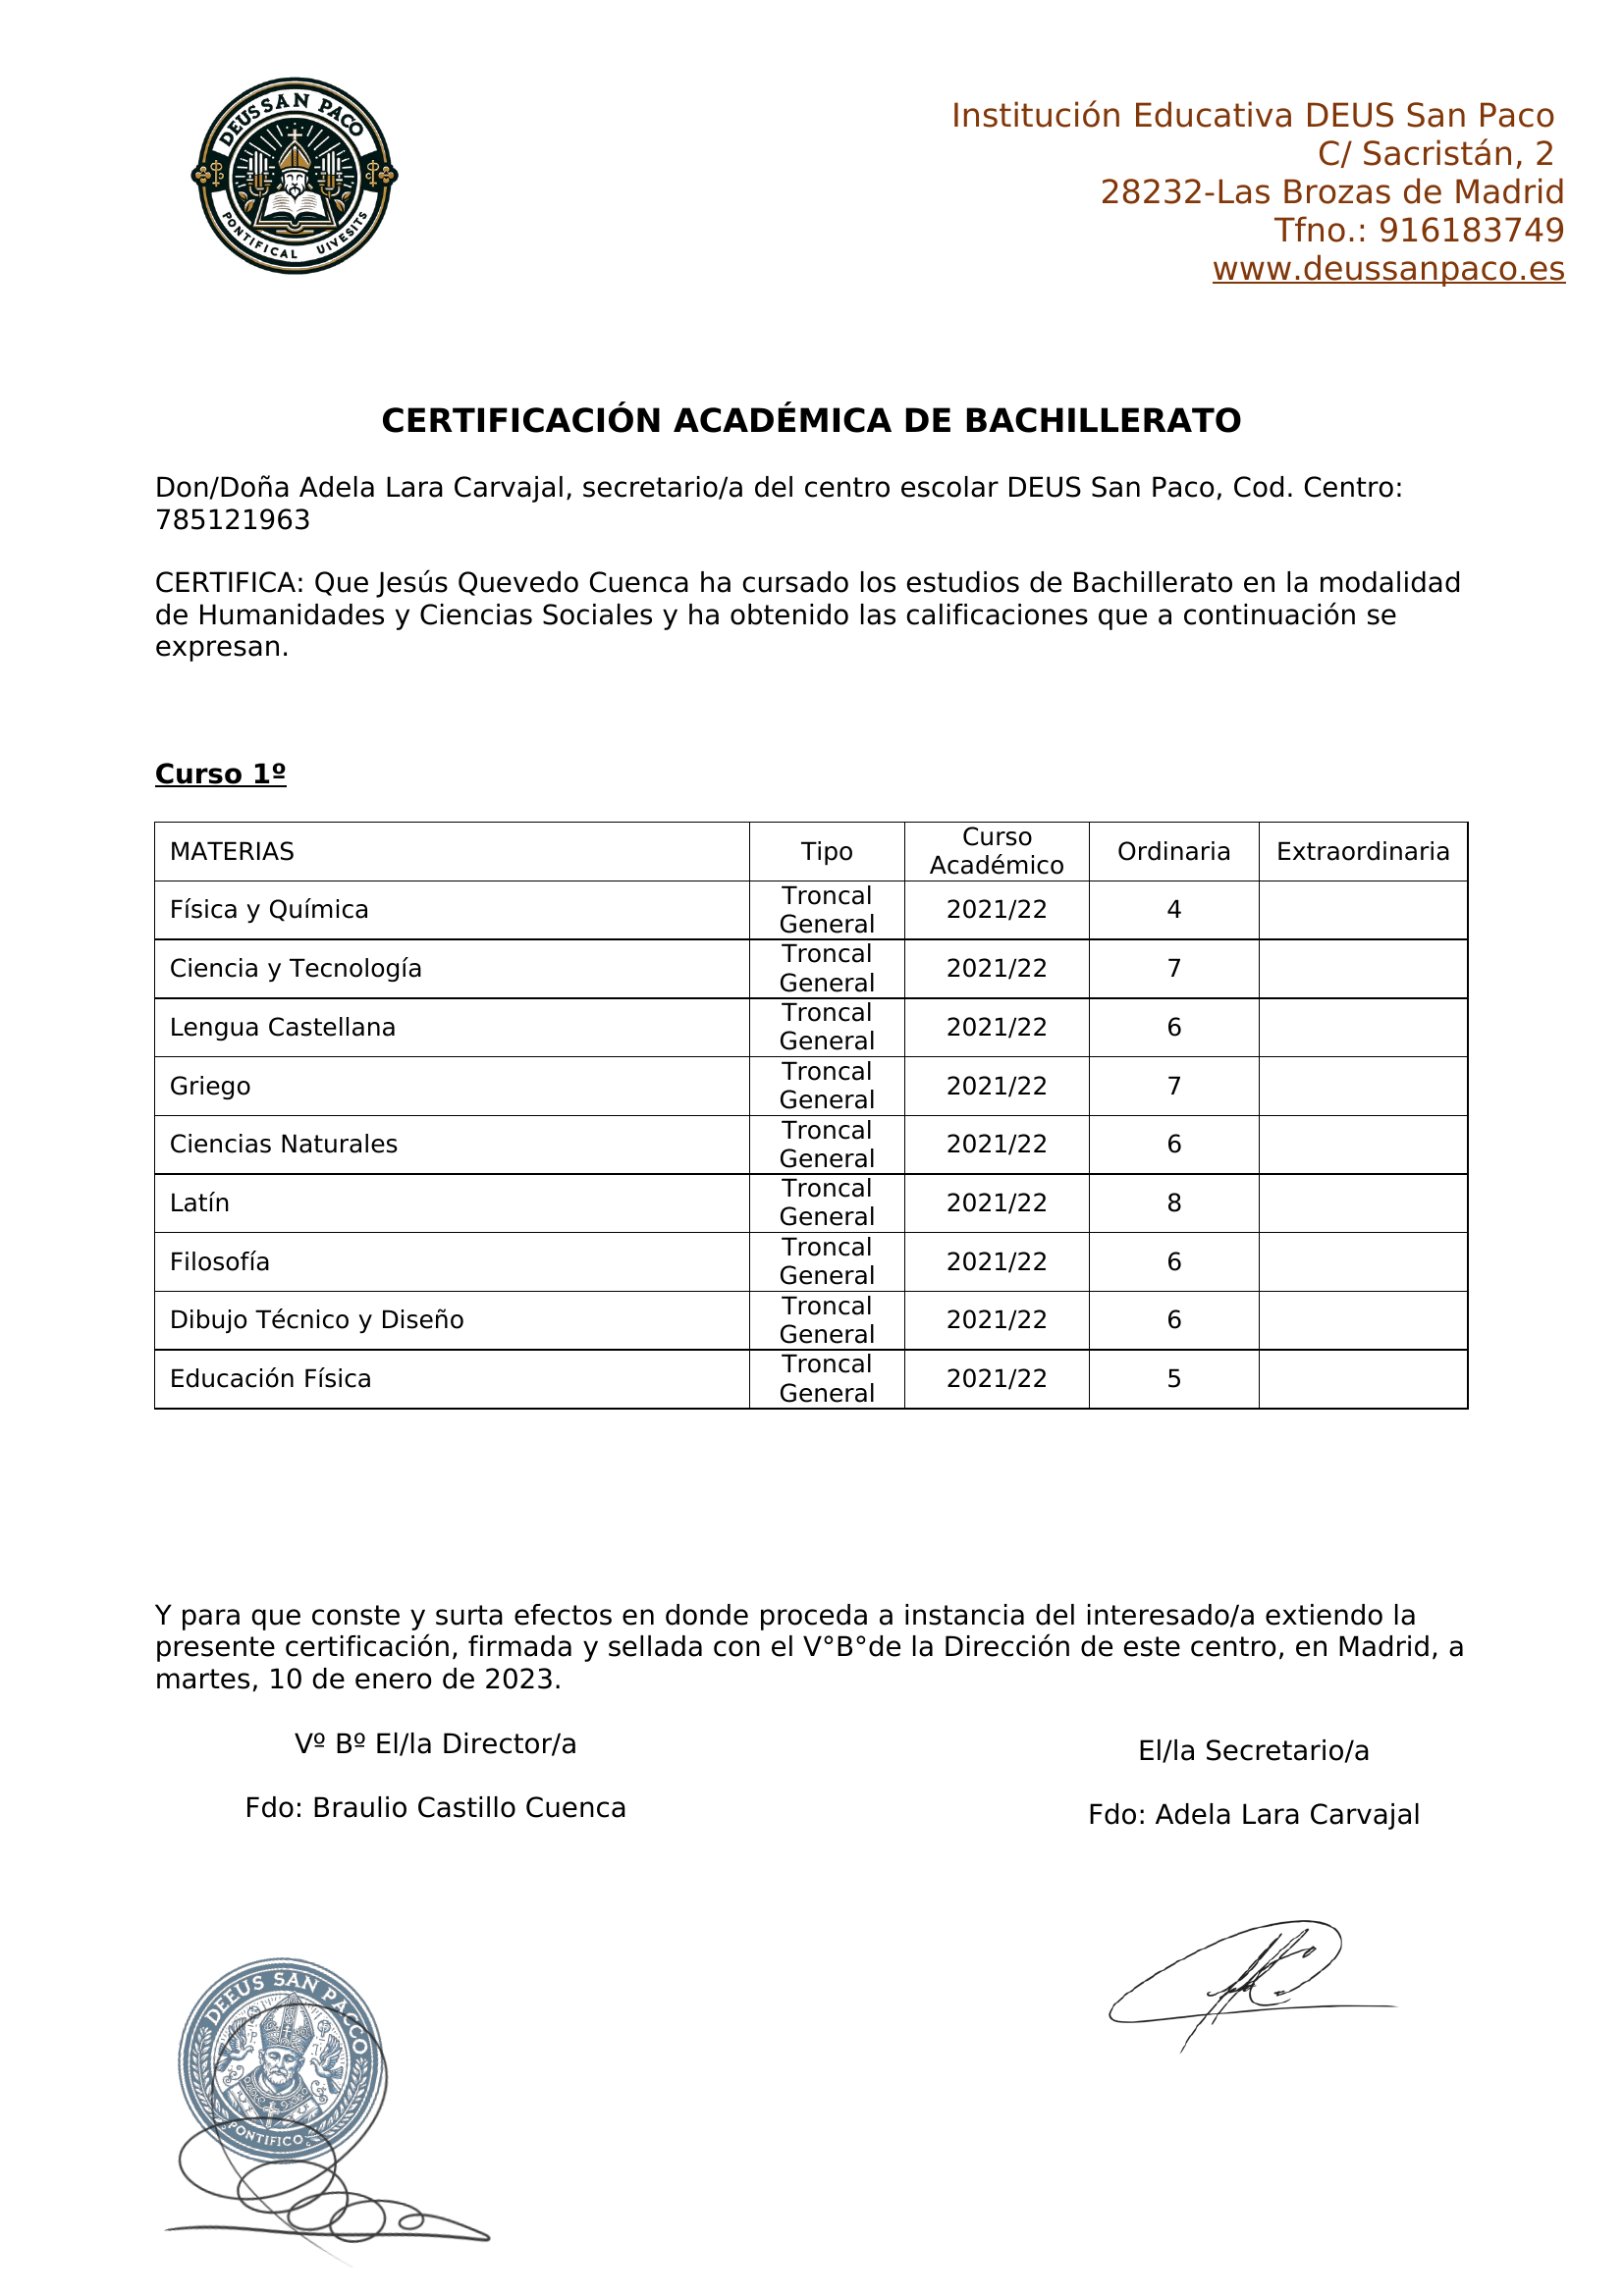 DEUSSAN PACO
PONTIFICAL UIVESITS
Institución Educativa DEUS San Paco
C/ Sacristán, 2
28232-Las Brozas de Madrid
Tfno.: 916183749
www.deussanpaco.es
CERTIFICACIÓN ACADÉMICA DE BACHILLERATO
Don/Doña Adela Lara Carvajal, secretario/a del centro escolar DEUS San Paco, Cod. Centro:
785121963
CERTIFICA: Que Jesús Quevedo Cuenca ha cursado los estudios de Bachillerato en la modalidad
de Humanidades y Ciencias Sociales y ha obtenido las calificaciones que a continuación se
expresan.
Curso 1º
MATERIAS Tipo Curso Académico Ordinaria Extraordinaria
Física y Química Troncal General 2021/22 4
Ciencia y Tecnología Troncal General 2021/22 7
Lengua Castellana Troncal General 2021/22 6
Griego Troncal General 2021/22 7
Ciencias Naturales Troncal General 2021/22 6
Latín Troncal General 2021/22 8
Filosofía Troncal General 2021/22 6
Dibujo Técnico y Diseño Troncal General 2021/22 6
Educación Física Troncal General 2021/22 5
Y para que conste y surta efectos en donde proceda a instancia del interesado/a extiendo la
presente certificación, firmada y sellada con el V°B°de la Dirección de este centro, en Madrid, a
martes, 10 de enero de 2023.
Vº Bº El/la Director/a
Fdo: Braulio Castillo Cuenca
El/la Secretario/a
Fdo: Adela Lara Carvajal
DEEUS SAN PACCO
PONTIFICO